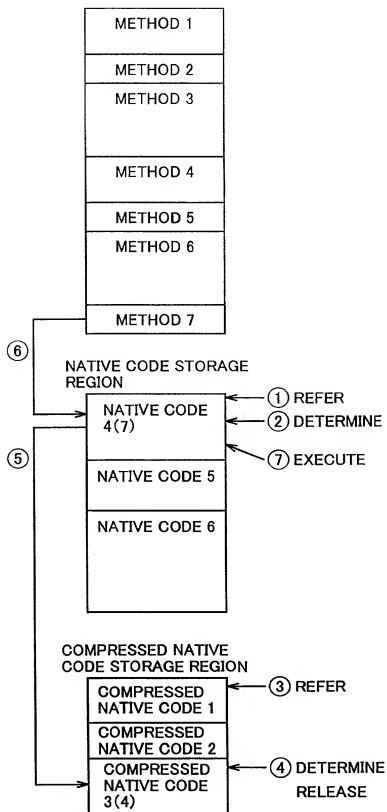 METHOD 1
METHOD 2
METHOD 3
METHOD 4
METHOD 5
METHOD 6
METHOD 7
⑥
NATIVE CODE STORAGE
REGION
① REFER
NATIVE CODE
4(7)
② DETERMINE
⑦ EXECUTE
⑤
NATIVE CODE 5
NATIVE CODE 6
COMPRESSED NATIVE
CODE STORAGE REGION
COMPRESSED
NATIVE CODE 1
③ REFER
COMPRESSED
NATIVE CODE 2
COMPRESSED
NATIVE CODE
3(4)
④ DETERMINE
RELEASE